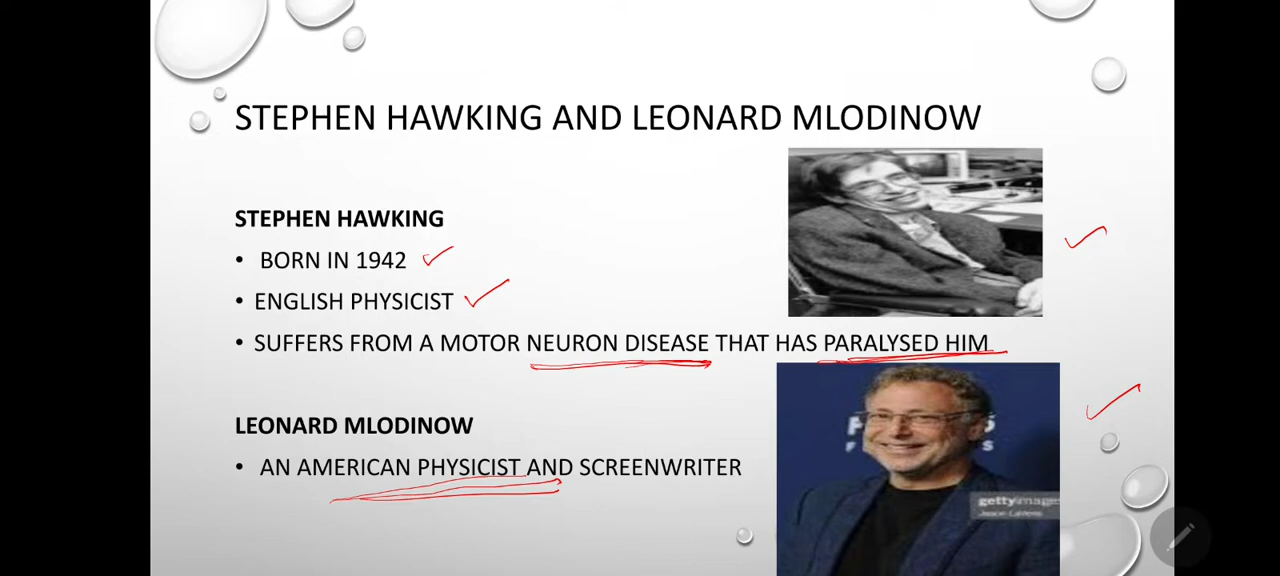 STEPHEN HAWKING AND LEONARD MLODINOW
STEPHEN HAWKING
• BORN IN 1942
• ENGLISH PHYSICIST
• SUFFERS FROM A MOTOR NEURON DISEASE THAT HAS PARALYSED HIM
LEONARD MLODINOW
• AN AMERICAN PHYSICIST AND SCREENWRITER
gettyimages